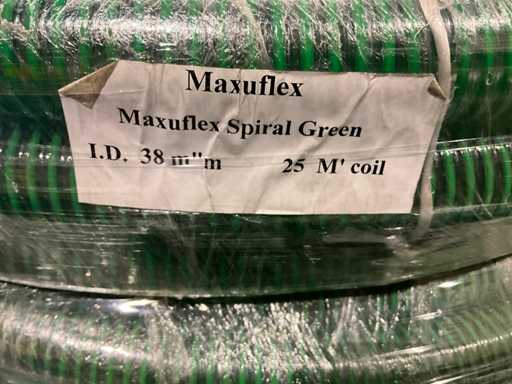 Maxuflex
Maxuflex Spiral Green
I.D. 38 m"m 25 M' coil